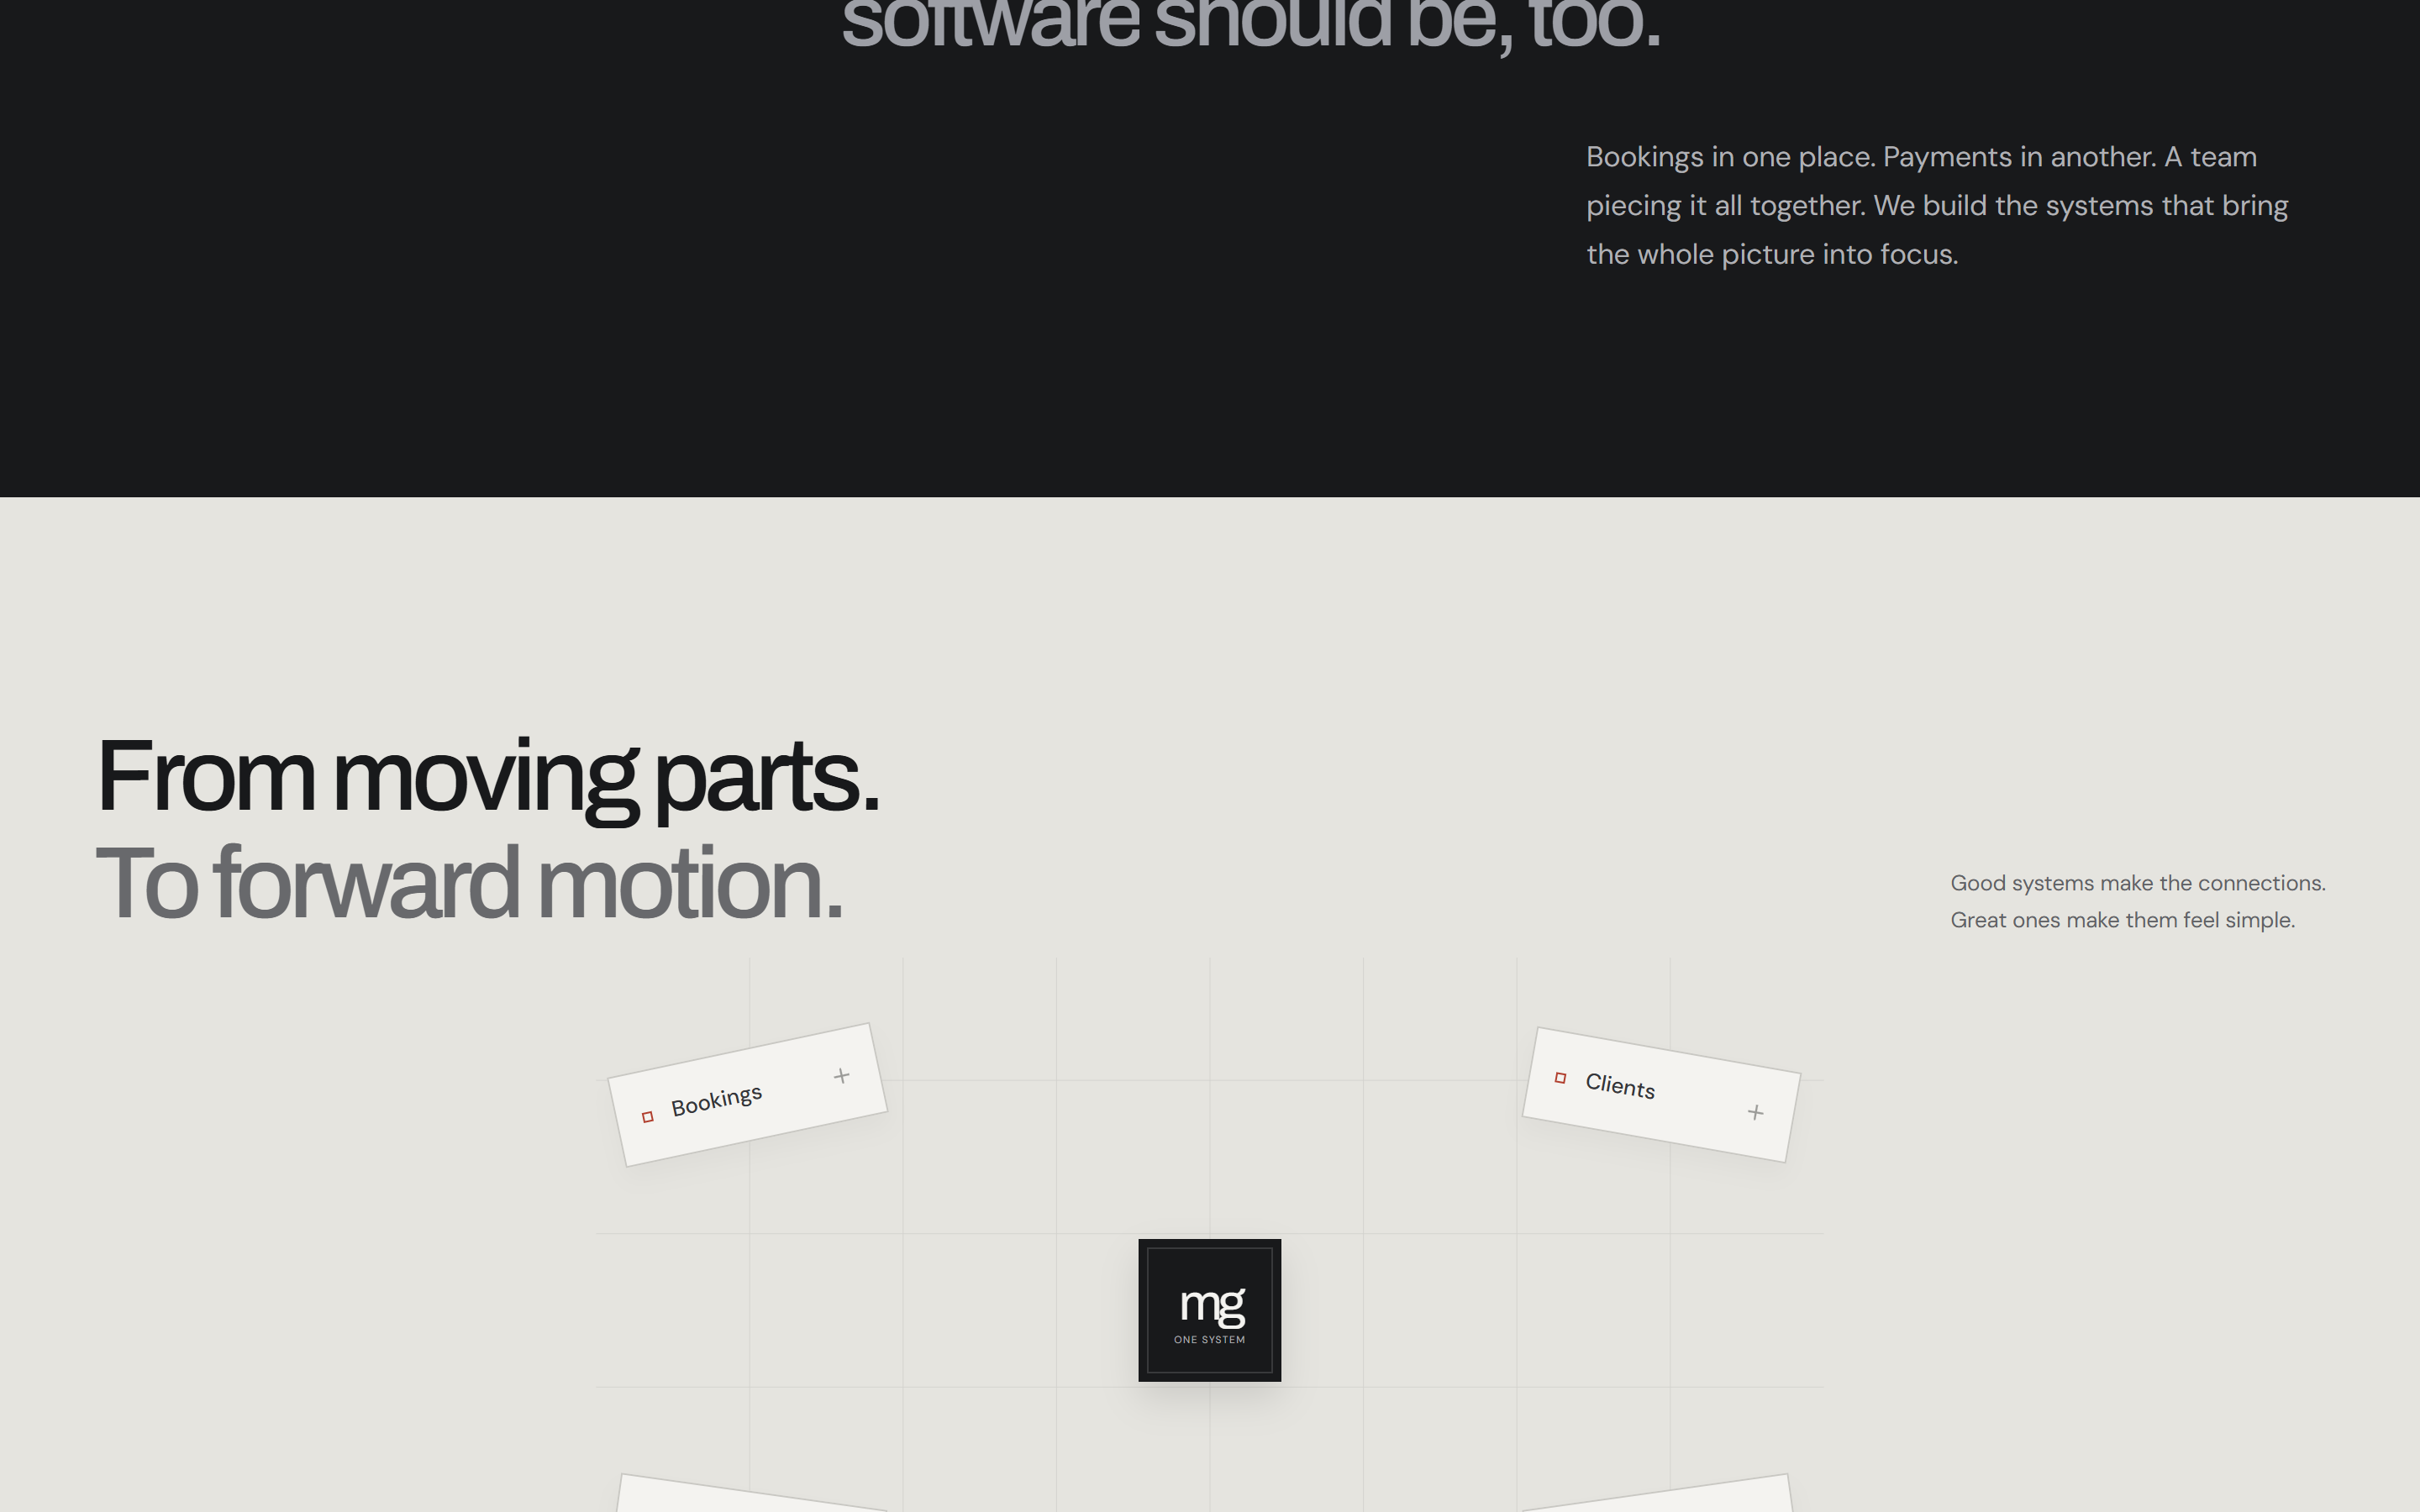 software should be, too.
Bookings in one place. Payments in another. A team
piecing it all together. We build the systems that bring
the whole picture into focus.
From moving parts.
To forward motion.
Good systems make the connections.
Great ones make them feel simple.
Bookings +
Clients +
mg
ONE SYSTEM